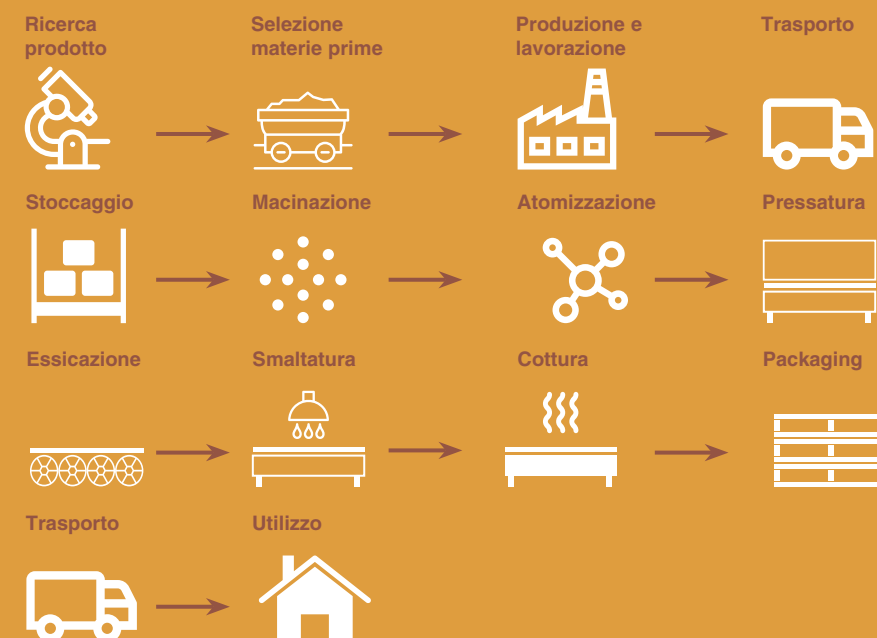 Ricerca
prodotto
Selezione
materie prime
Produzione e
lavorazione
Trasporto
Stoccaggio
Macinazione
Atomizzazione
Pressatura
Essicazione
Smaltatura
Cottura
Packaging
Trasporto
Utilizzo